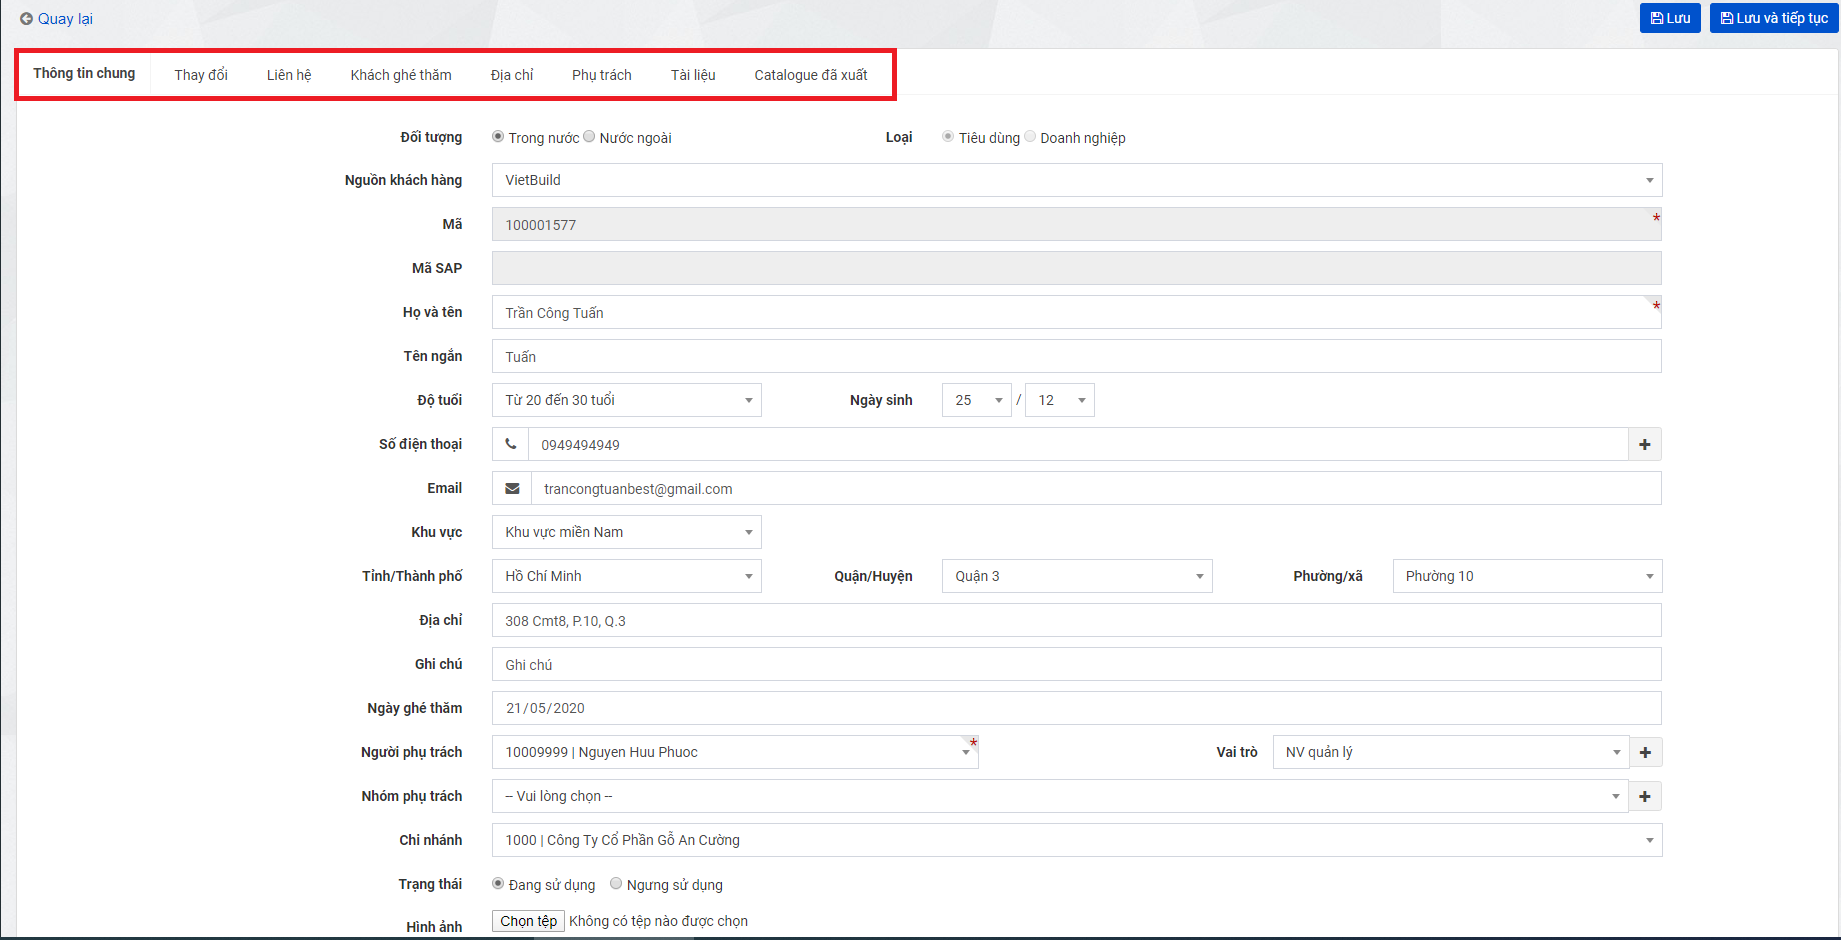 Quay lại
Lưu
Lưu và tiếp tục
Thông tin chung Thay đổi Liên hệ Khách ghé thăm Địa chỉ Phụ trách Tài liệu Catalogue đã xuất
Đối tượng Trong nước Nước ngoài Loại Tiêu dùng Doanh nghiệp
Nguồn khách hàng VietBuild
Mã 100001577 *
Mã SAP
Họ và tên Trần Công Tuấn *
Tên ngắn Tuấn
Độ tuổi Từ 20 đến 30 tuổi Ngày sinh 25 / 12
Số điện thoại 0949494949
Email trancongtuanbest@gmail.com
Khu vực Khu vực miền Nam
Tỉnh/Thành phố Hồ Chí Minh Quận/Huyện Quận 3 Phường/xã Phường 10
Địa chỉ 308 Cmt8, P.10, Q.3
Ghi chú Ghi chú
Ngày ghé thăm 21/05/2020
Người phụ trách 10009999 | Nguyen Huu Phuoc * Vai trò NV quản lý
Nhóm phụ trách -- Vui lòng chọn --
Chi nhánh 1000 | Công Ty Cổ Phần Gỗ An Cường
Trạng thái Đang sử dụng Ngưng sử dụng
Hình ảnh Chọn tệp Không có tệp nào được chọn